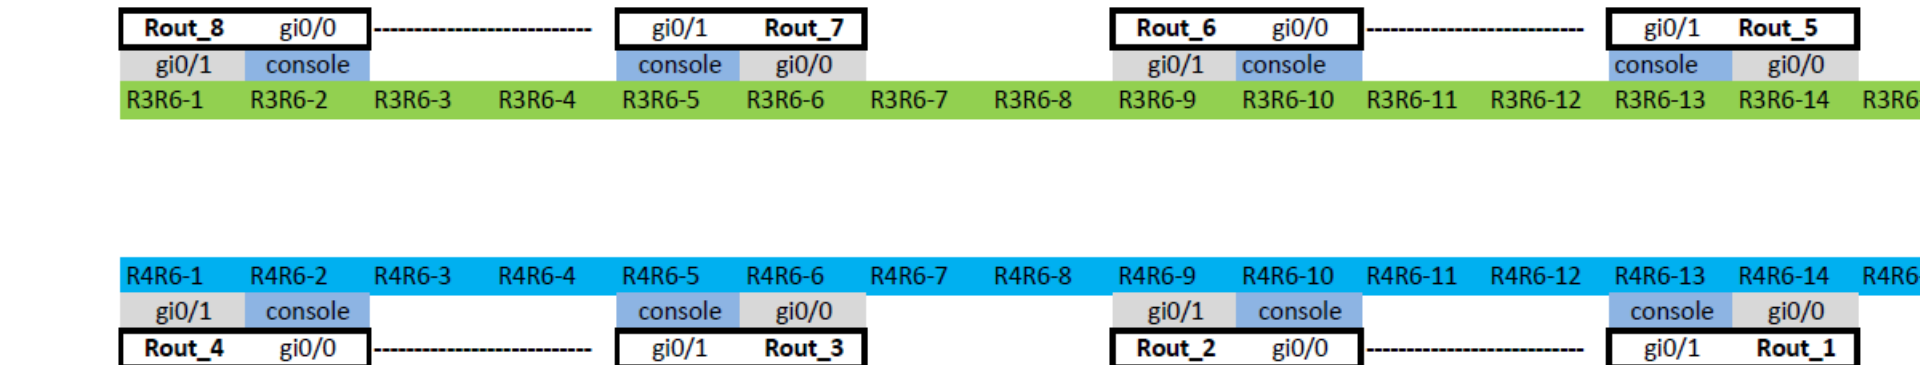 Rout_8 gi0/0 -------------------------- gi0/1 Rout_7 Rout_6 gi0/0 -------------------------- gi0/1 Rout_5
gi0/1 console console gi0/0 gi0/1 console console gi0/0
R3R6-1 R3R6-2 R3R6-3 R3R6-4 R3R6-5 R3R6-6 R3R6-7 R3R6-8 R3R6-9 R3R6-10 R3R6-11 R3R6-12 R3R6-13 R3R6-14 R3R6-
R4R6-1 R4R6-2 R4R6-3 R4R6-4 R4R6-5 R4R6-6 R4R6-7 R4R6-8 R4R6-9 R4R6-10 R4R6-11 R4R6-12 R4R6-13 R4R6-14 R4R6-
gi0/1 console console gi0/0 gi0/1 console console gi0/0
Rout_4 gi0/0 -------------------------- gi0/1 Rout_3 Rout_2 gi0/0 -------------------------- gi0/1 Rout_1